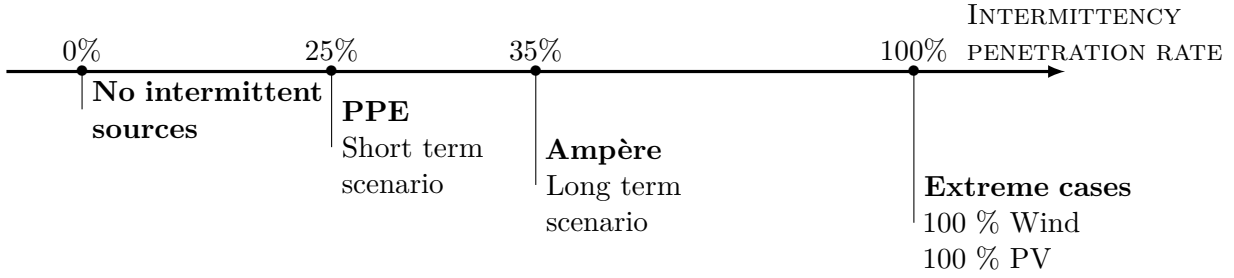 INTERMITTENCY
PENETRATION RATE
0%
25%
35%
100%
No intermittent
sources
PPE
Short term
scenario
Ampère
Long term
scenario
Extreme cases
100 % Wind
100 % PV